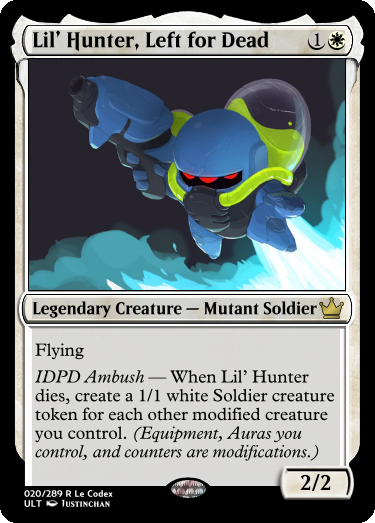 Lil' Hunter, Left for Dead 1
Legendary Creature — Mutant Soldier
Flying
IDPD Ambush — When Lil' Hunter
dies, create a 1/1 white Soldier creature
token for each other modified creature
you control. (Equipment, Auras you
control, and counters are modifications.)
2/2
020/289 R Le Codex
ULT Justinchan